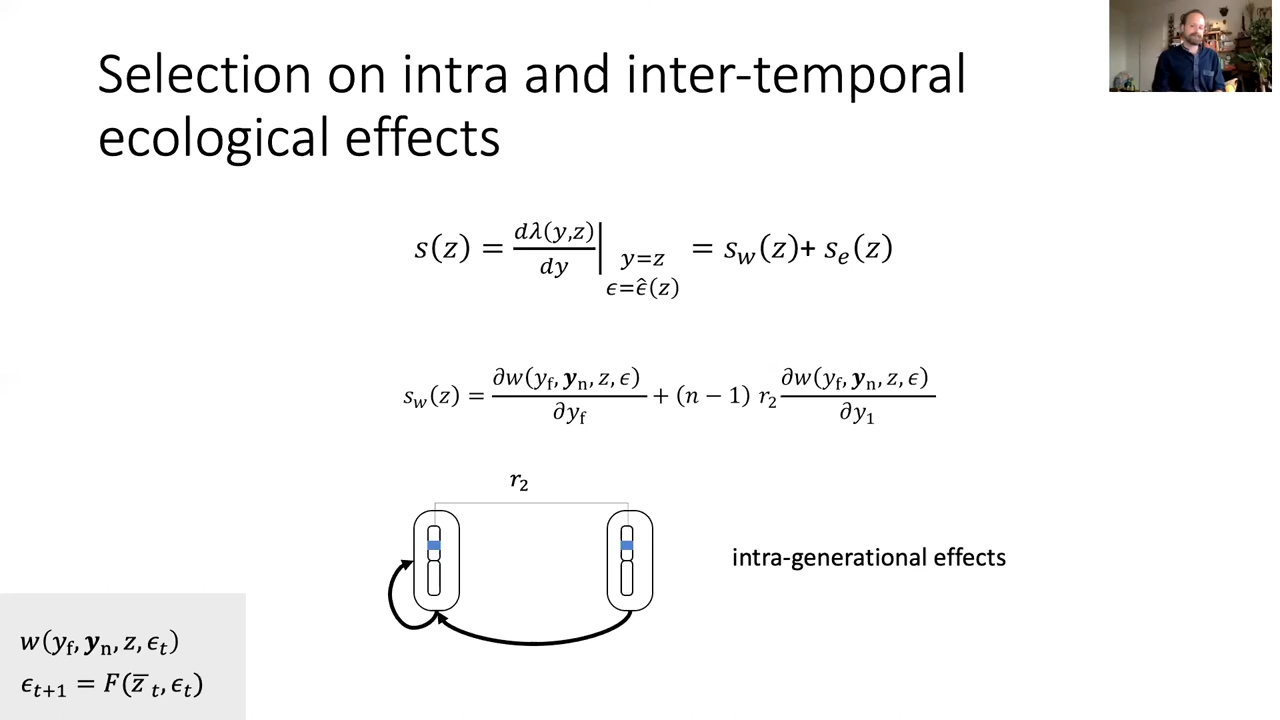 Selection on intra and inter-temporal
ecological effects
s(z) = dλ(y,z)/dy | y=z ϵ=ϵ̂(z) = s_w(z)+ s_e(z)
s_w(z) = ∂w(y_f, 𝒚_n, z, ϵ)/∂y_f + (n − 1) r_2 ∂w(y_f, 𝒚_n, z, ϵ)/∂y_1
r_2
intra-generational effects
w(y_f, 𝒚_n, z, ϵ_t)
ϵ_{t+1} = F(z̅_t, ϵ_t)